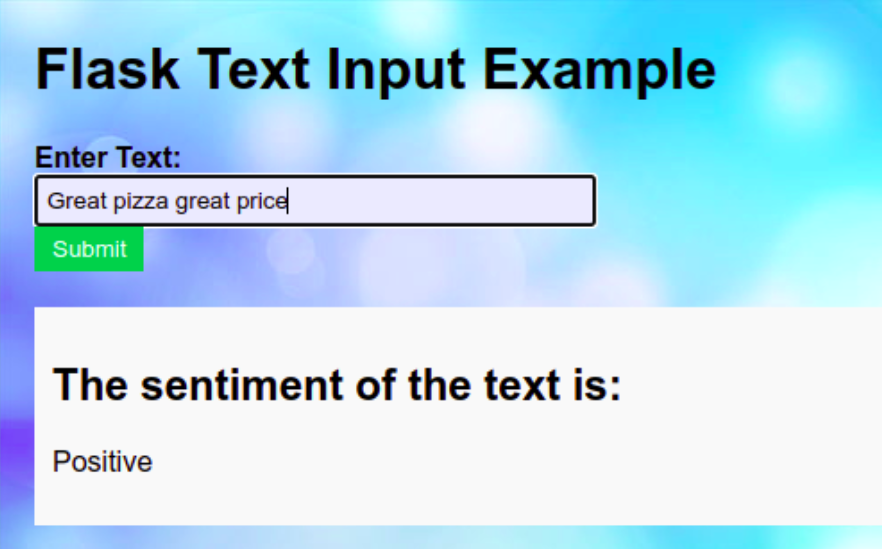 Flask Text Input Example
Enter Text:
Great pizza great price
Submit
The sentiment of the text is:
Positive